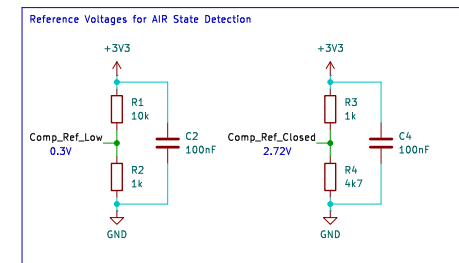 Reference Voltages for AIR State Detection
+3V3
+3V3
R1
10k
R3
1k
Comp_Ref_Low
0.3V
C2
100nF
Comp_Ref_Closed
2.72V
C4
100nF
R2
1k
R4
4k7
GND
GND